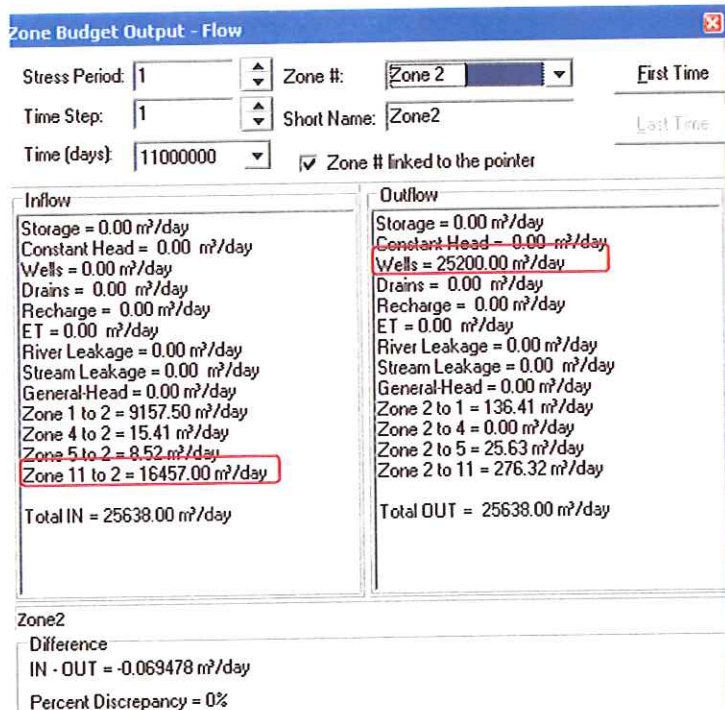 Zone Budget Output - Flow
Stress Period: 1 Zone #: Zone 2 First Time
Time Step: 1 Short Name: Zone2 Last Time
Time (days): 11000000 Zone # linked to the pointer
Inflow
Storage = 0.00 m³/day
Constant Head = 0.00 m³/day
Wells = 0.00 m³/day
Drains = 0.00 m³/day
Recharge = 0.00 m³/day
ET = 0.00 m³/day
River Leakage = 0.00 m³/day
Stream Leakage = 0.00 m³/day
General-Head = 0.00 m³/day
Zone 1 to 2 = 9157.50 m³/day
Zone 4 to 2 = 15.41 m³/day
Zone 5 to 2 = 8.52 m³/day
Zone 11 to 2 = 16457.00 m³/day
Total IN = 25638.00 m³/day
Outflow
Storage = 0.00 m³/day
Constant Head = 0.00 m³/day
Wells = 25200.00 m³/day
Drains = 0.00 m³/day
Recharge = 0.00 m³/day
ET = 0.00 m³/day
River Leakage = 0.00 m³/day
Stream Leakage = 0.00 m³/day
General-Head = 0.00 m³/day
Zone 2 to 1 = 136.41 m³/day
Zone 2 to 4 = 0.00 m³/day
Zone 2 to 5 = 25.63 m³/day
Zone 2 to 11 = 276.32 m³/day
Total OUT = 25638.00 m³/day
Zone2
Difference
IN - OUT = -0.069478 m³/day
Percent Discrepancy = 0%